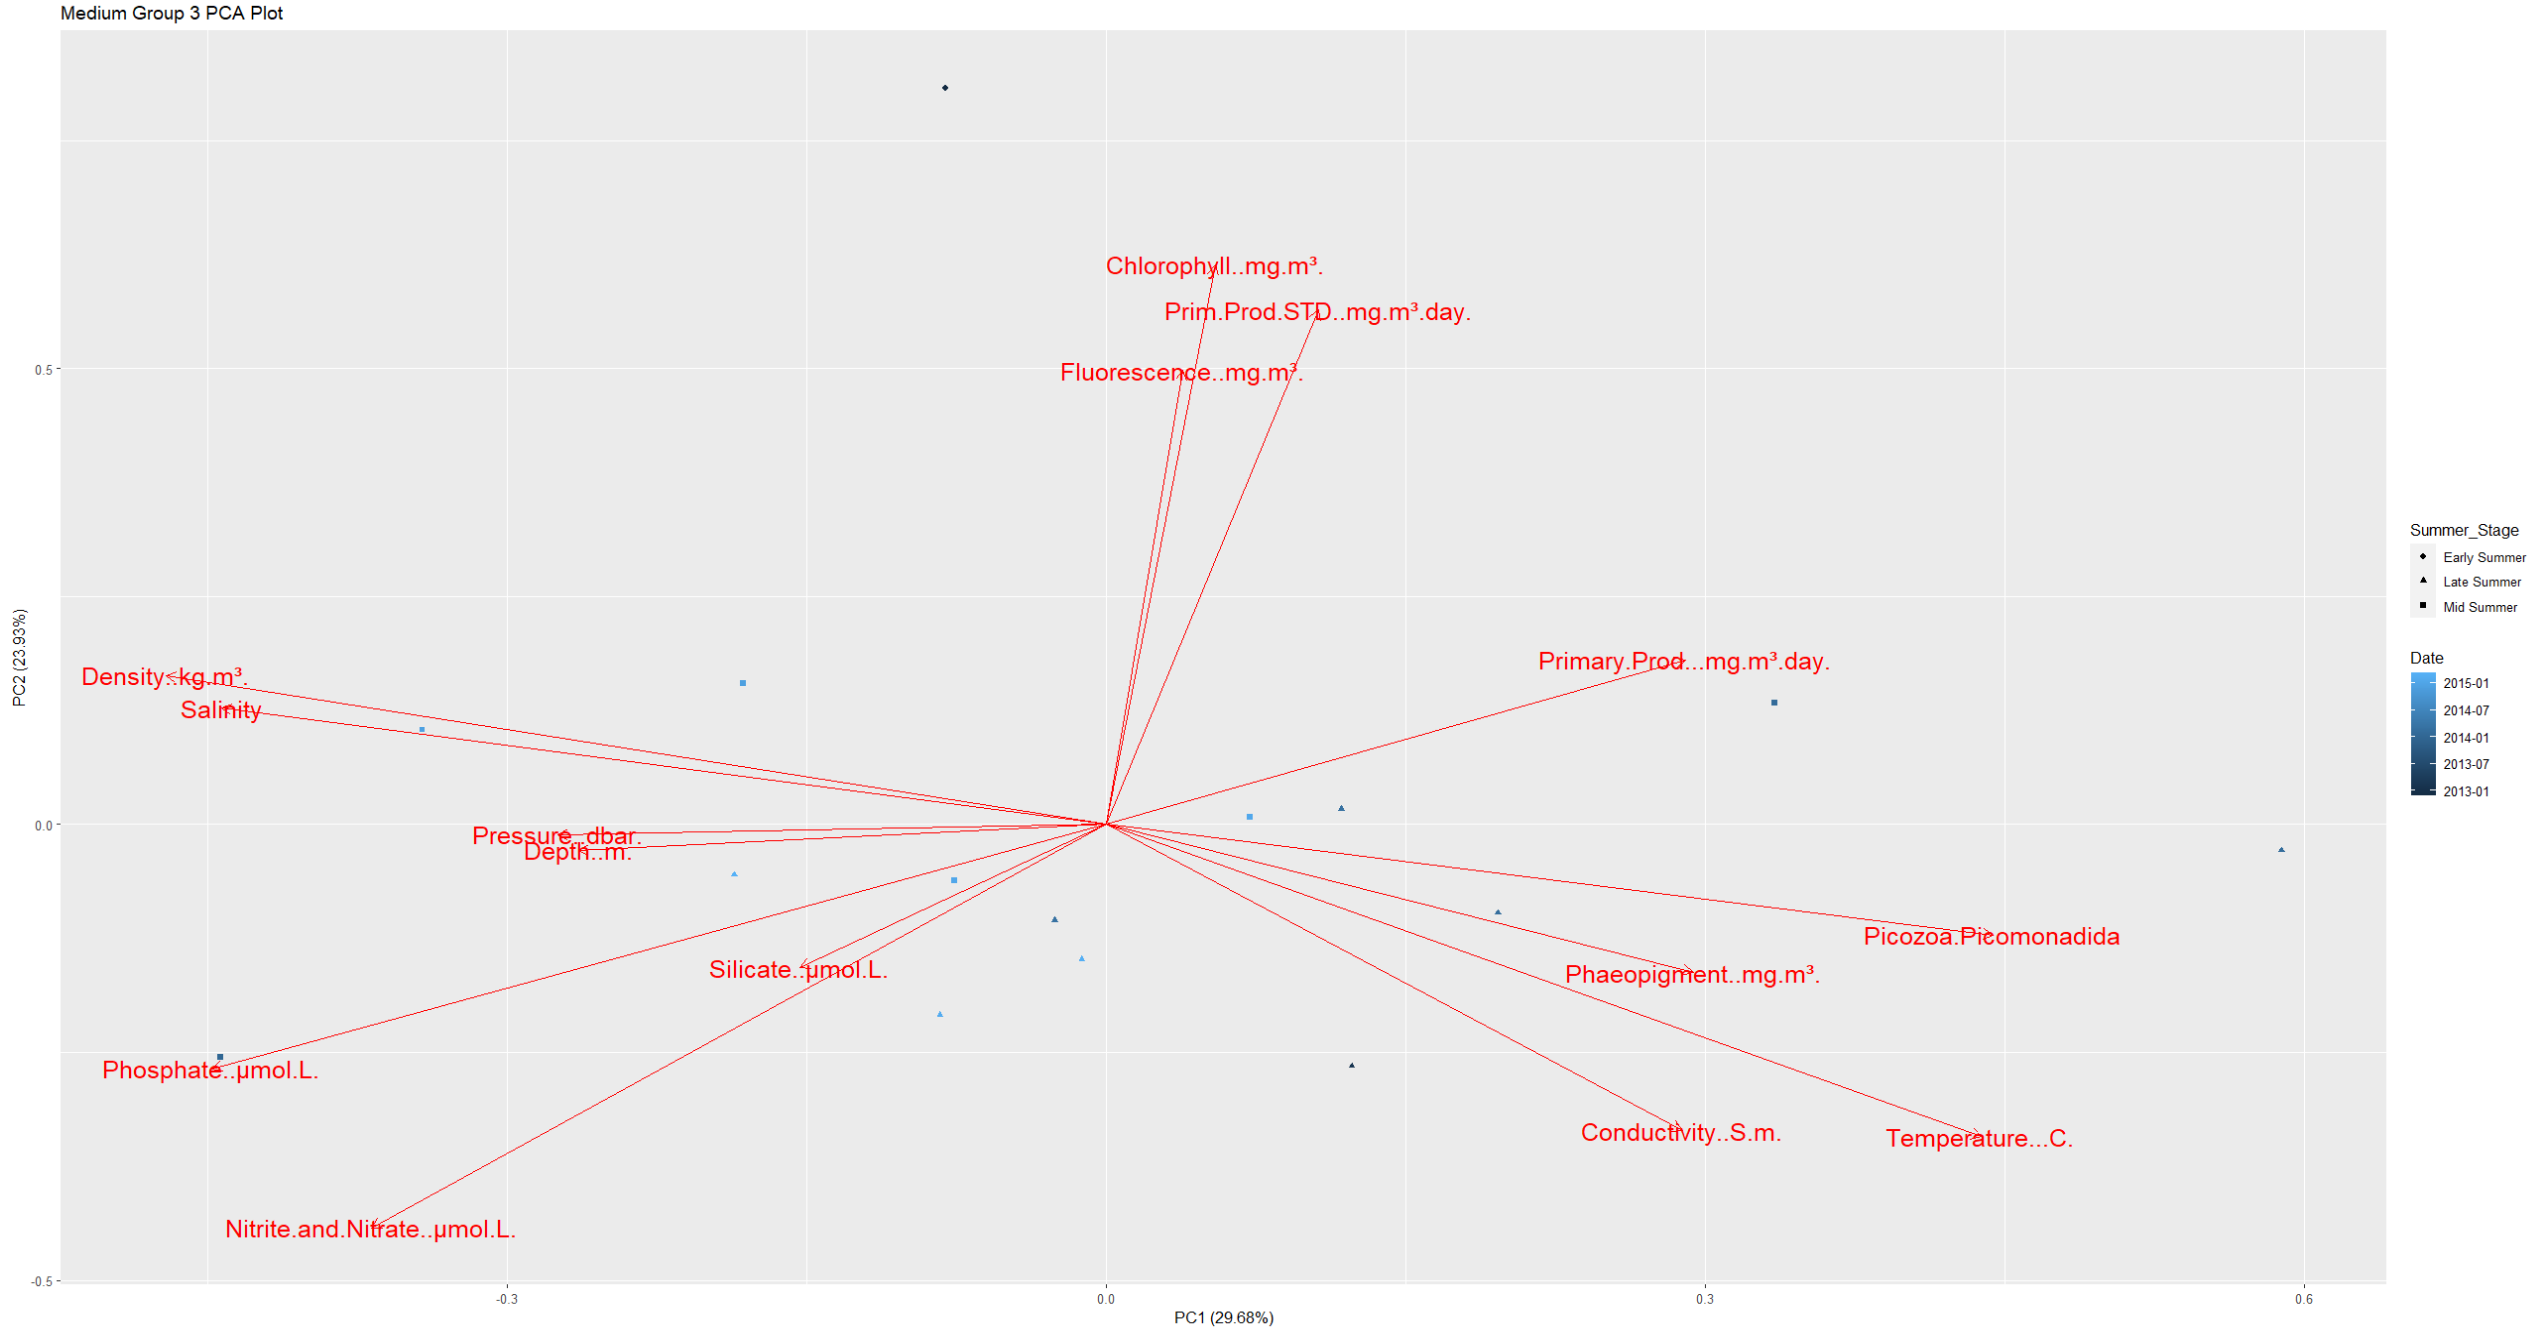 Medium Group 3 PCA Plot
Chlorophyll..mg.m³.
Prim.Prod.STD..mg.m³.day.
Fluorescence..mg.m³.
0.5
Summer_Stage
Early Summer
Late Summer
Mid Summer
PC2 (23.93%)
Primary.Prod...mg.m³.day.
Density..kg.m³.
Salinity
Date
2015-01
2014-07
2014-01
2013-07
2013-01
0.0
Pressure..dbar.
Depth..m.
Picozoa.Picomonadida
Silicate..µmol.L.
Phaeopigment..mg.m³.
Phosphate..µmol.L.
Conductivity..S.m.
Temperature...C.
Nitrite.and.Nitrate..µmol.L.
-0.5
-0.3
0.0
0.3
0.6
PC1 (29.68%)